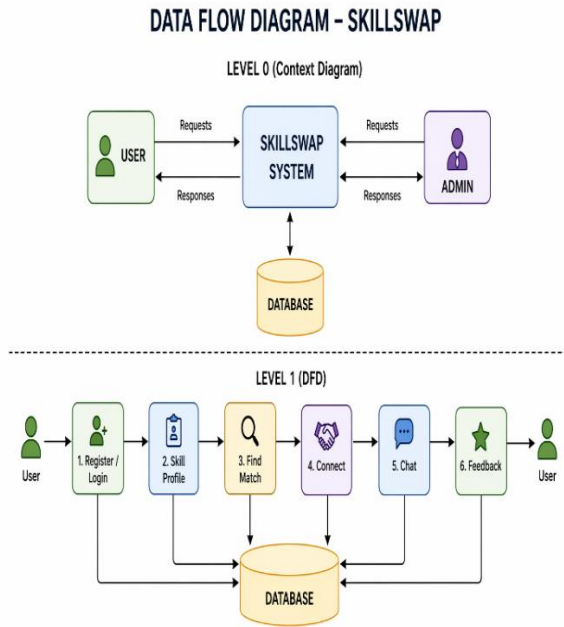 DATA FLOW DIAGRAM – SKILLSWAP
LEVEL 0 (Context Diagram)
USER
Requests
Responses
SKILLSWAP
SYSTEM
Requests
Responses
ADMIN
DATABASE
LEVEL 1 (DFD)
User
1. Register /
Login
2. Skill
Profile
3. Find
Match
4. Connect
5. Chat
6. Feedback
User
DATABASE